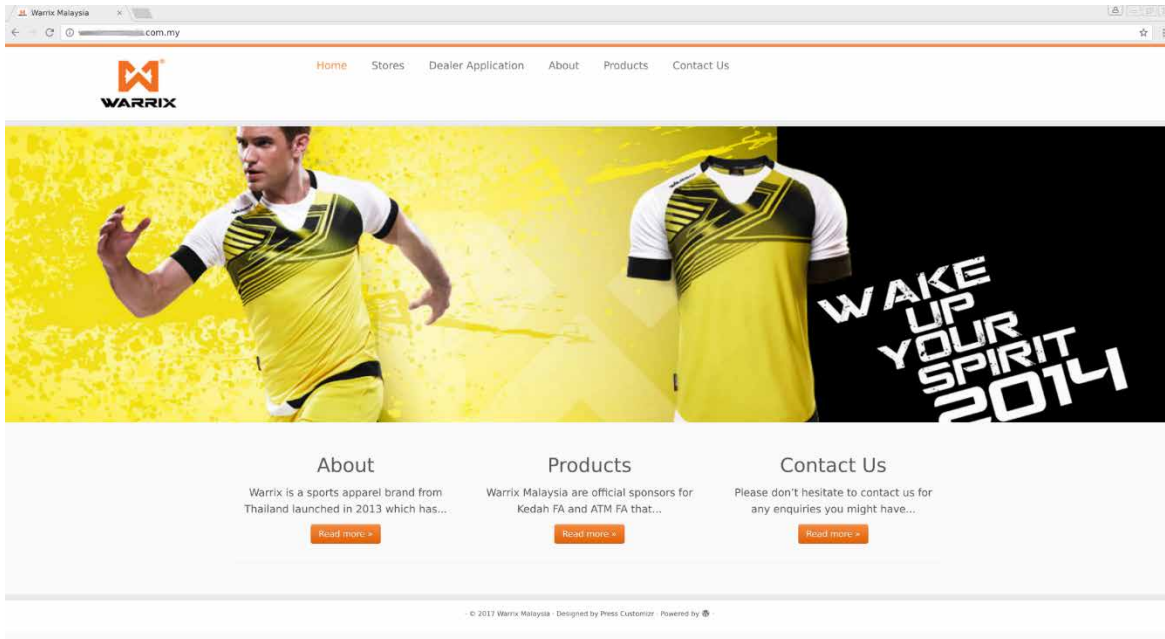 Warrix Malaysia
.com.my
WARRIX
Home Stores Dealer Application About Products Contact Us
WAKE
UP
YOUR
SPIRIT
2014
About
Warrix is a sports apparel brand from
Thailand launched in 2013 which has...
Read more »
Products
Warrix Malaysia are official sponsors for
Kedah FA and ATM FA that...
Read more »
Contact Us
Please don't hesitate to contact us for
any enquiries you might have...
Read more »
· © 2017 Warrix Malaysia · Designed by Press Customizr · Powered by